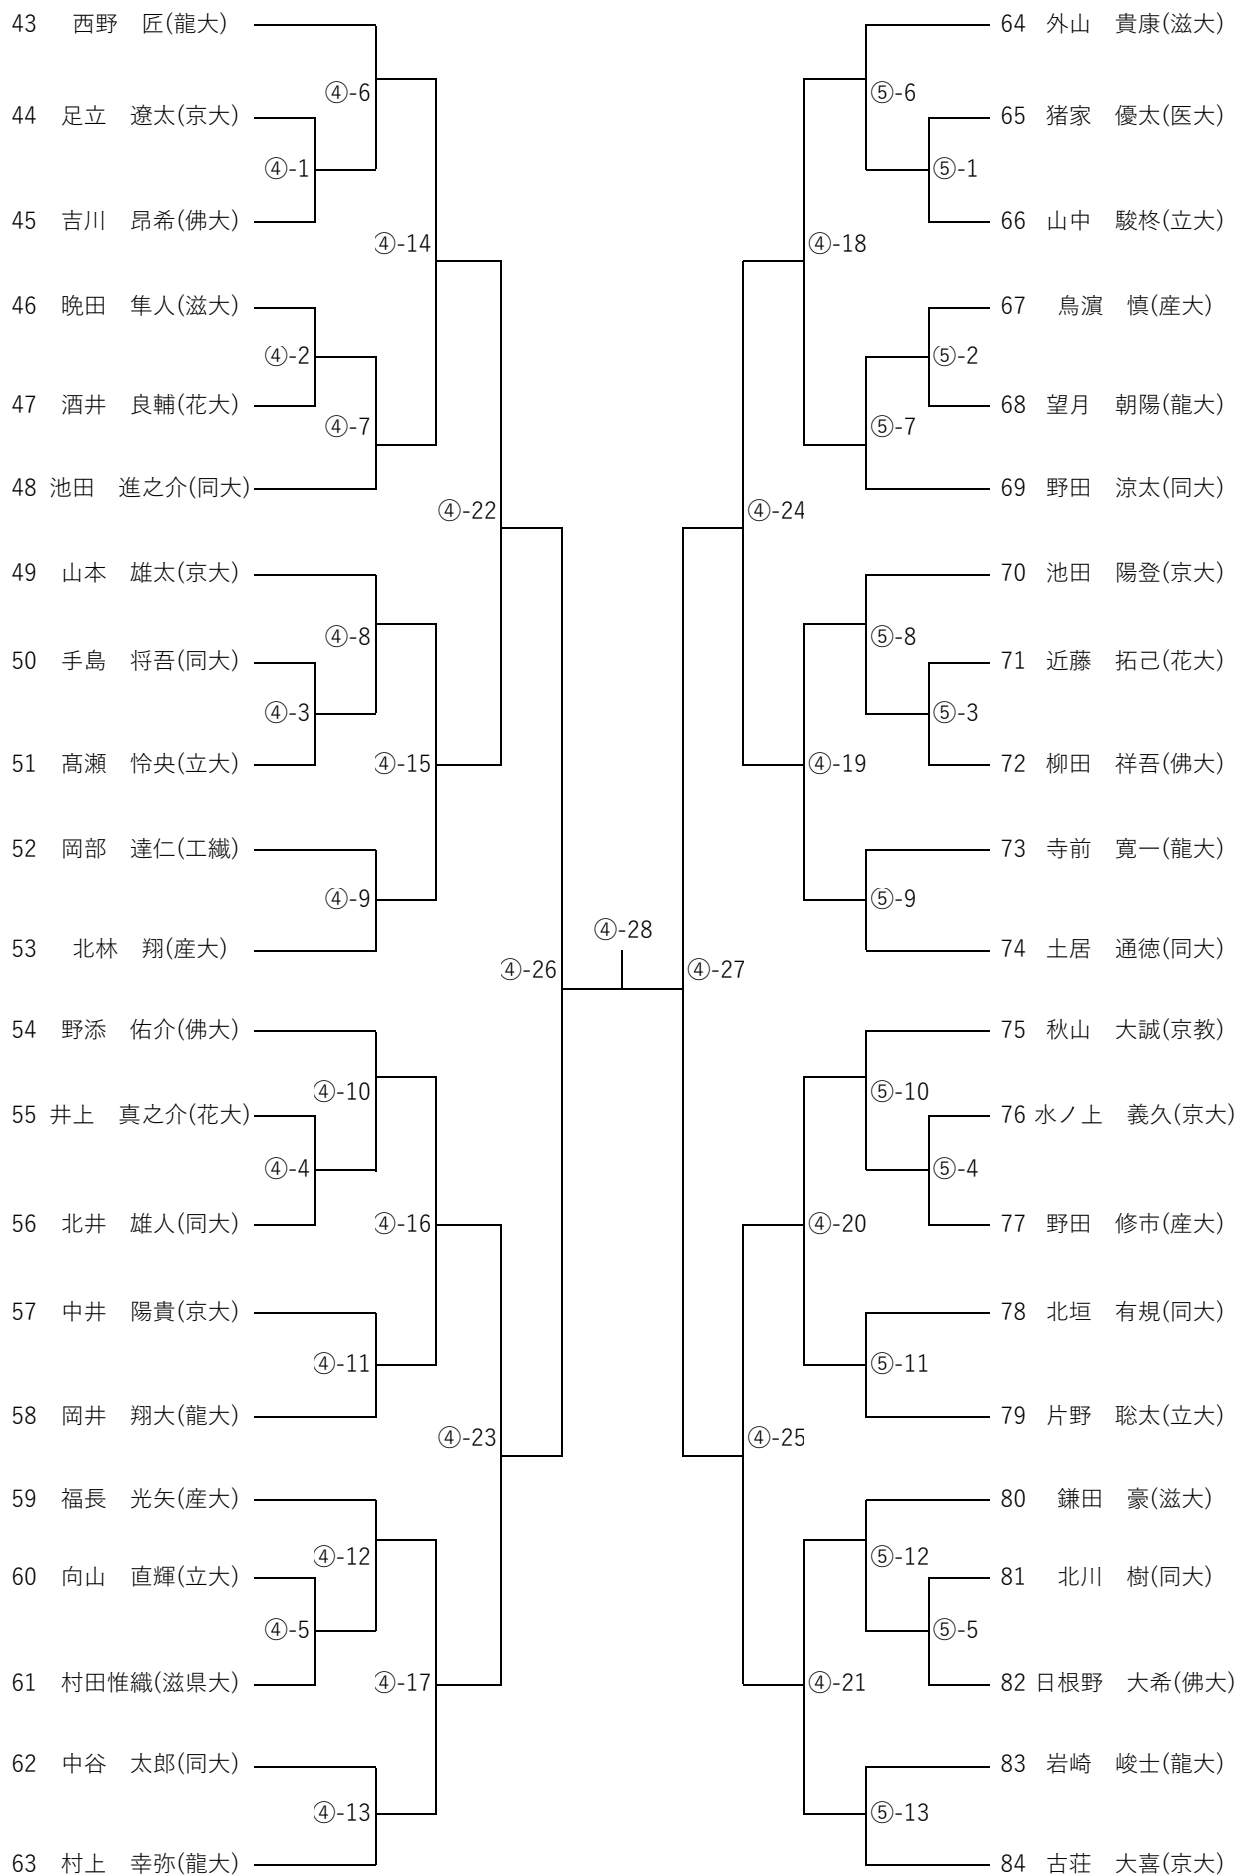 43 西野 匠(龍大)
④-6
44 足立 遼太(京大)
④-1
45 吉川 昂希(佛大)
④-14
46 晩田 隼人(滋大)
④-2
47 酒井 良輔(花大)
④-7
48 池田 進之介(同大)
④-22
49 山本 雄太(京大)
④-8
50 手島 将吾(同大)
④-3
51 髙瀬 怜央(立大)
④-15
52 岡部 達仁(工繊)
④-9
53 北林 翔(産大)
④-26
54 野添 佑介(佛大)
④-10
55 井上 真之介(花大)
④-4
56 北井 雄人(同大)
④-16
57 中井 陽貴(京大)
④-11
58 岡井 翔大(龍大)
④-23
59 福長 光矢(産大)
④-12
60 向山 直輝(立大)
④-5
61 村田惟織(滋県大)
④-17
62 中谷 太郎(同大)
④-13
63 村上 幸弥(龍大)
④-28
64 外山 貴康(滋大)
⑤-6
65 猪家 優太(医大)
⑤-1
66 山中 駿柊(立大)
④-18
67 鳥濵 慎(産大)
⑤-2
68 望月 朝陽(龍大)
⑤-7
69 野田 涼太(同大)
④-24
70 池田 陽登(京大)
⑤-8
71 近藤 拓己(花大)
⑤-3
72 柳田 祥吾(佛大)
④-19
73 寺前 寛一(龍大)
⑤-9
74 土居 通徳(同大)
④-27
75 秋山 大誠(京教)
⑤-10
76 水ノ上 義久(京大)
⑤-4
77 野田 修市(産大)
④-20
78 北垣 有規(同大)
⑤-11
79 片野 聡太(立大)
④-25
80 鎌田 豪(滋大)
⑤-12
81 北川 樹(同大)
⑤-5
82 日根野 大希(佛大)
④-21
83 岩崎 峻士(龍大)
⑤-13
84 古荘 大喜(京大)